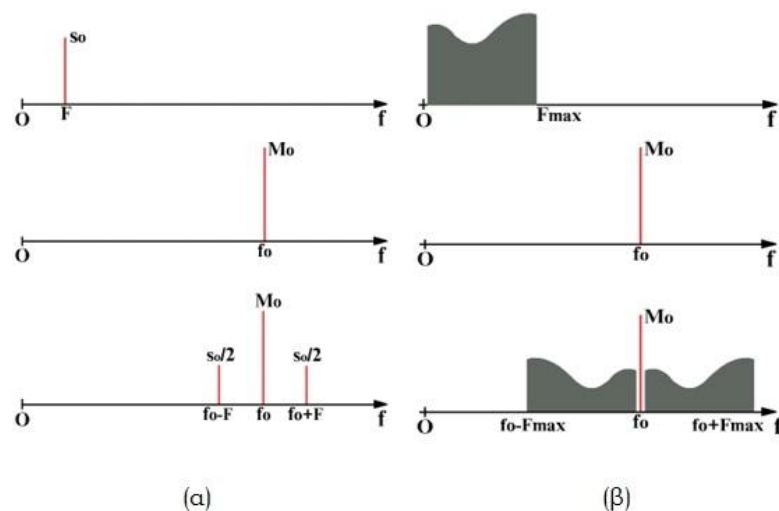 so
O F f
Mo
O fo f
Mo
so/2 so/2
O fo-F fo fo+F f
(α)
O Fmax f
Mo
O fo f
Mo
O fo-Fmax fo fo+Fmax f
(β)